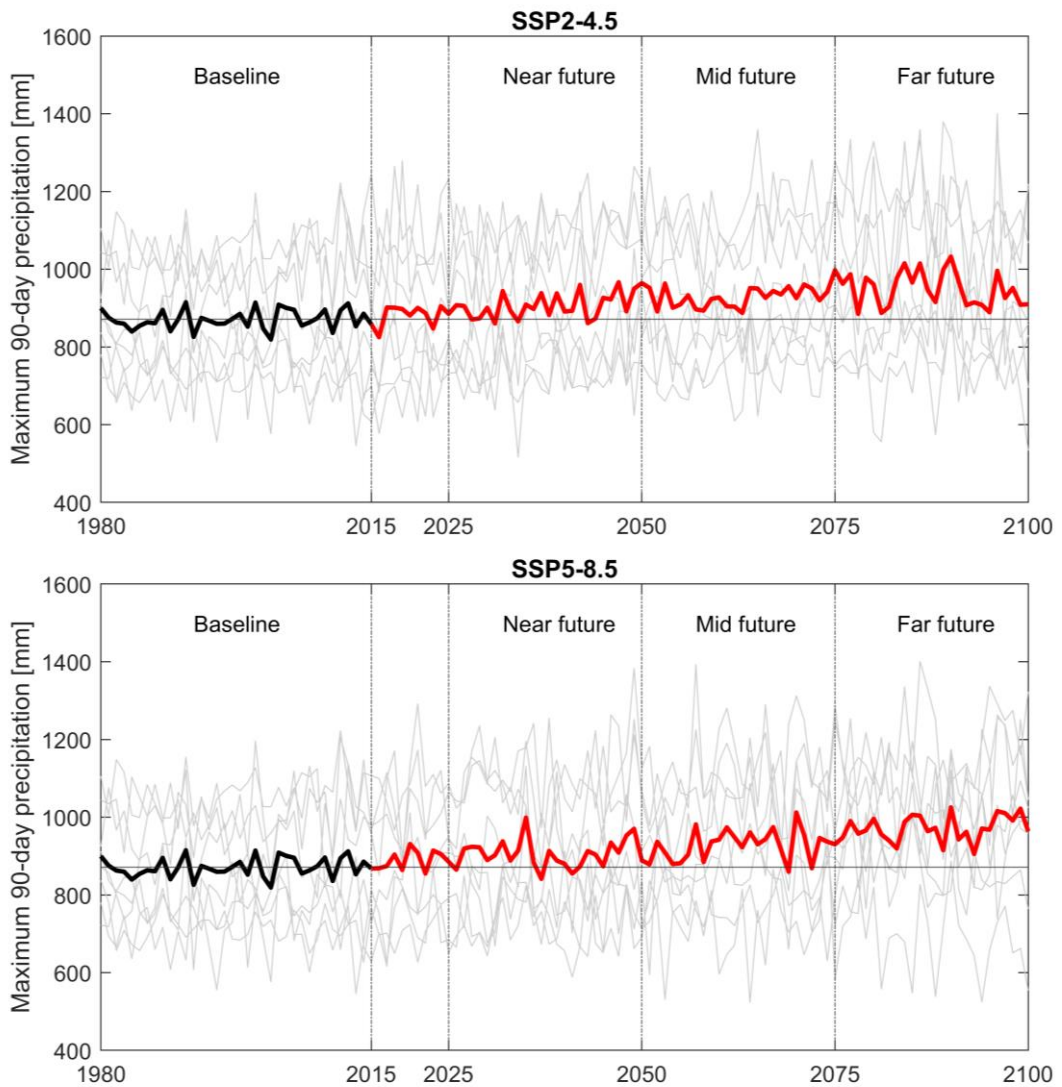 SSP2-4.5
Maximum 90-day precipitation [mm]
1600
1400
1200
1000
800
600
400
Baseline Near future Mid future Far future
1980 2015 2025 2050 2075 2100
SSP5-8.5
Maximum 90-day precipitation [mm]
1600
1400
1200
1000
800
600
400
Baseline Near future Mid future Far future
1980 2015 2025 2050 2075 2100